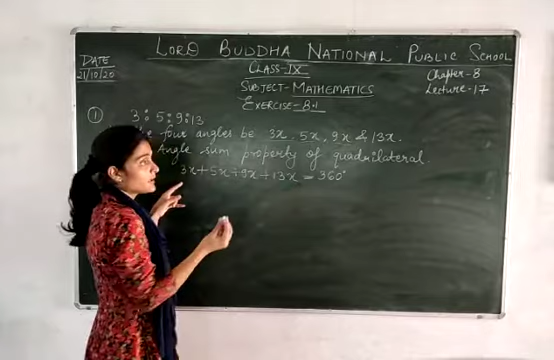 LORD BUDDHA NATIONAL PUBLIC SCHOOL
DATE
21/10/20
CLASS-IX
SUBJECT-MATHEMATICS
EXERCISE-8.1
Chapter-8
Lecture-17
① 3:5:9:13
four angles be 3x, 5x, 9x & 13x.
Angle sum property of quadrilateral.
3x+5x+9x+13x = 360°